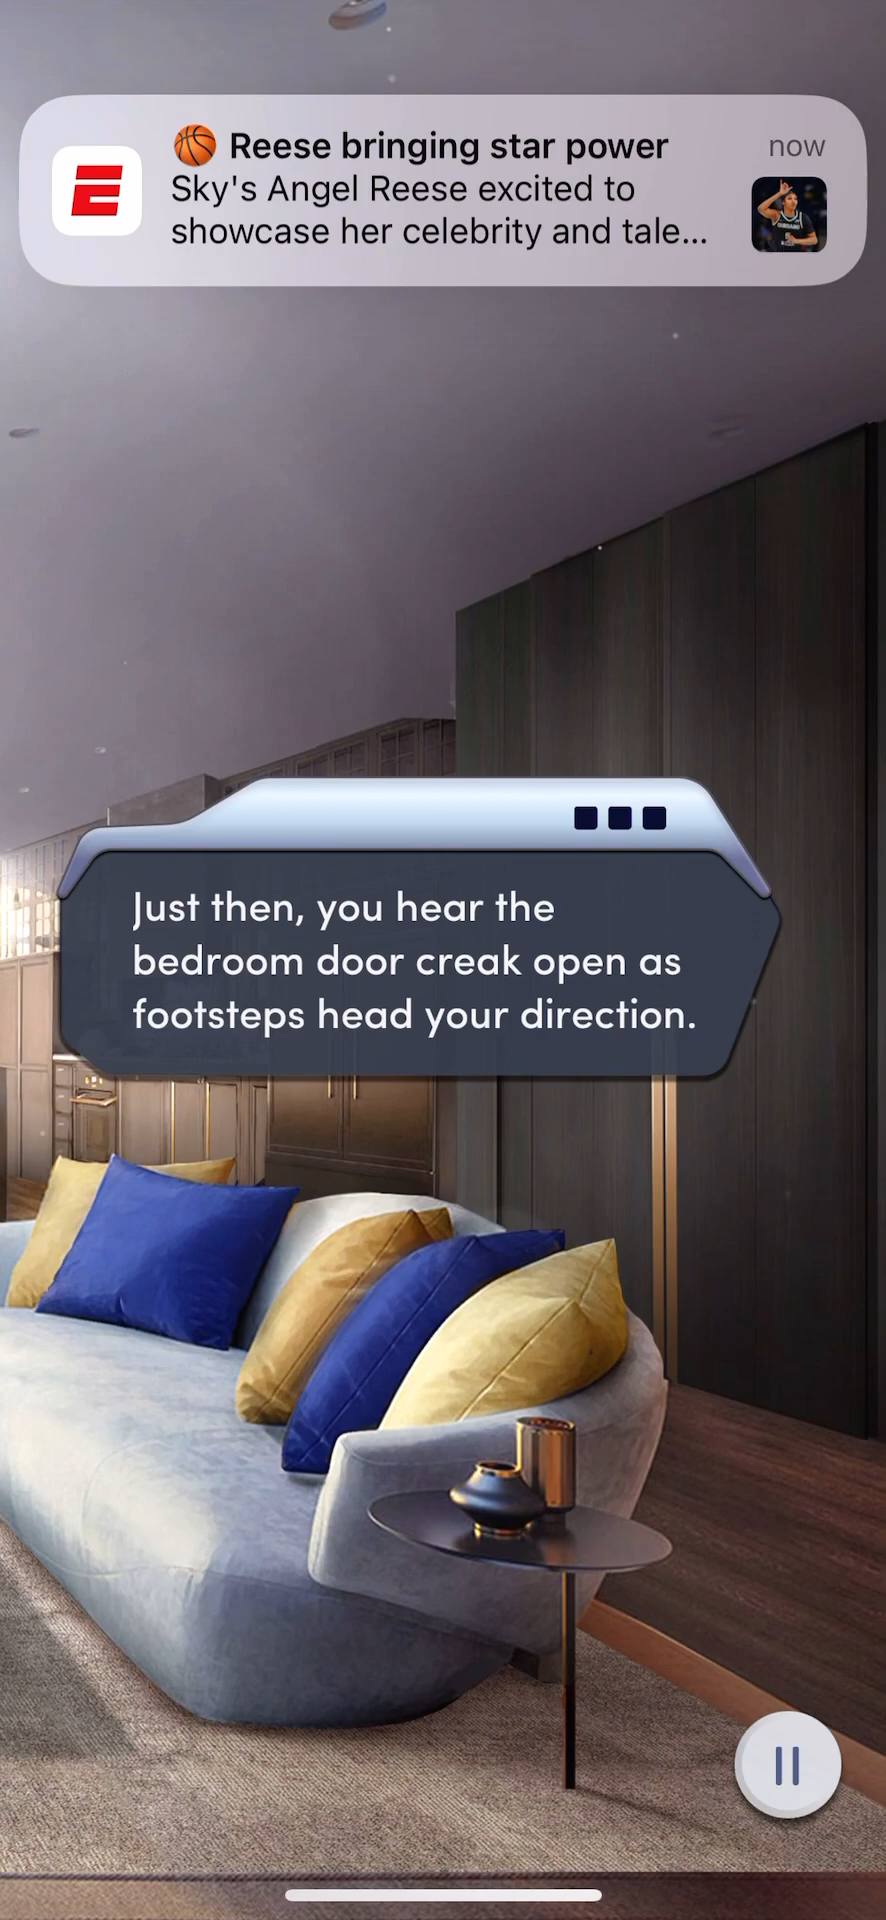 🏀 Reese bringing star power
now
Sky's Angel Reese excited to
showcase her celebrity and tale...
Just then, you hear the
bedroom door creak open as
footsteps head your direction.